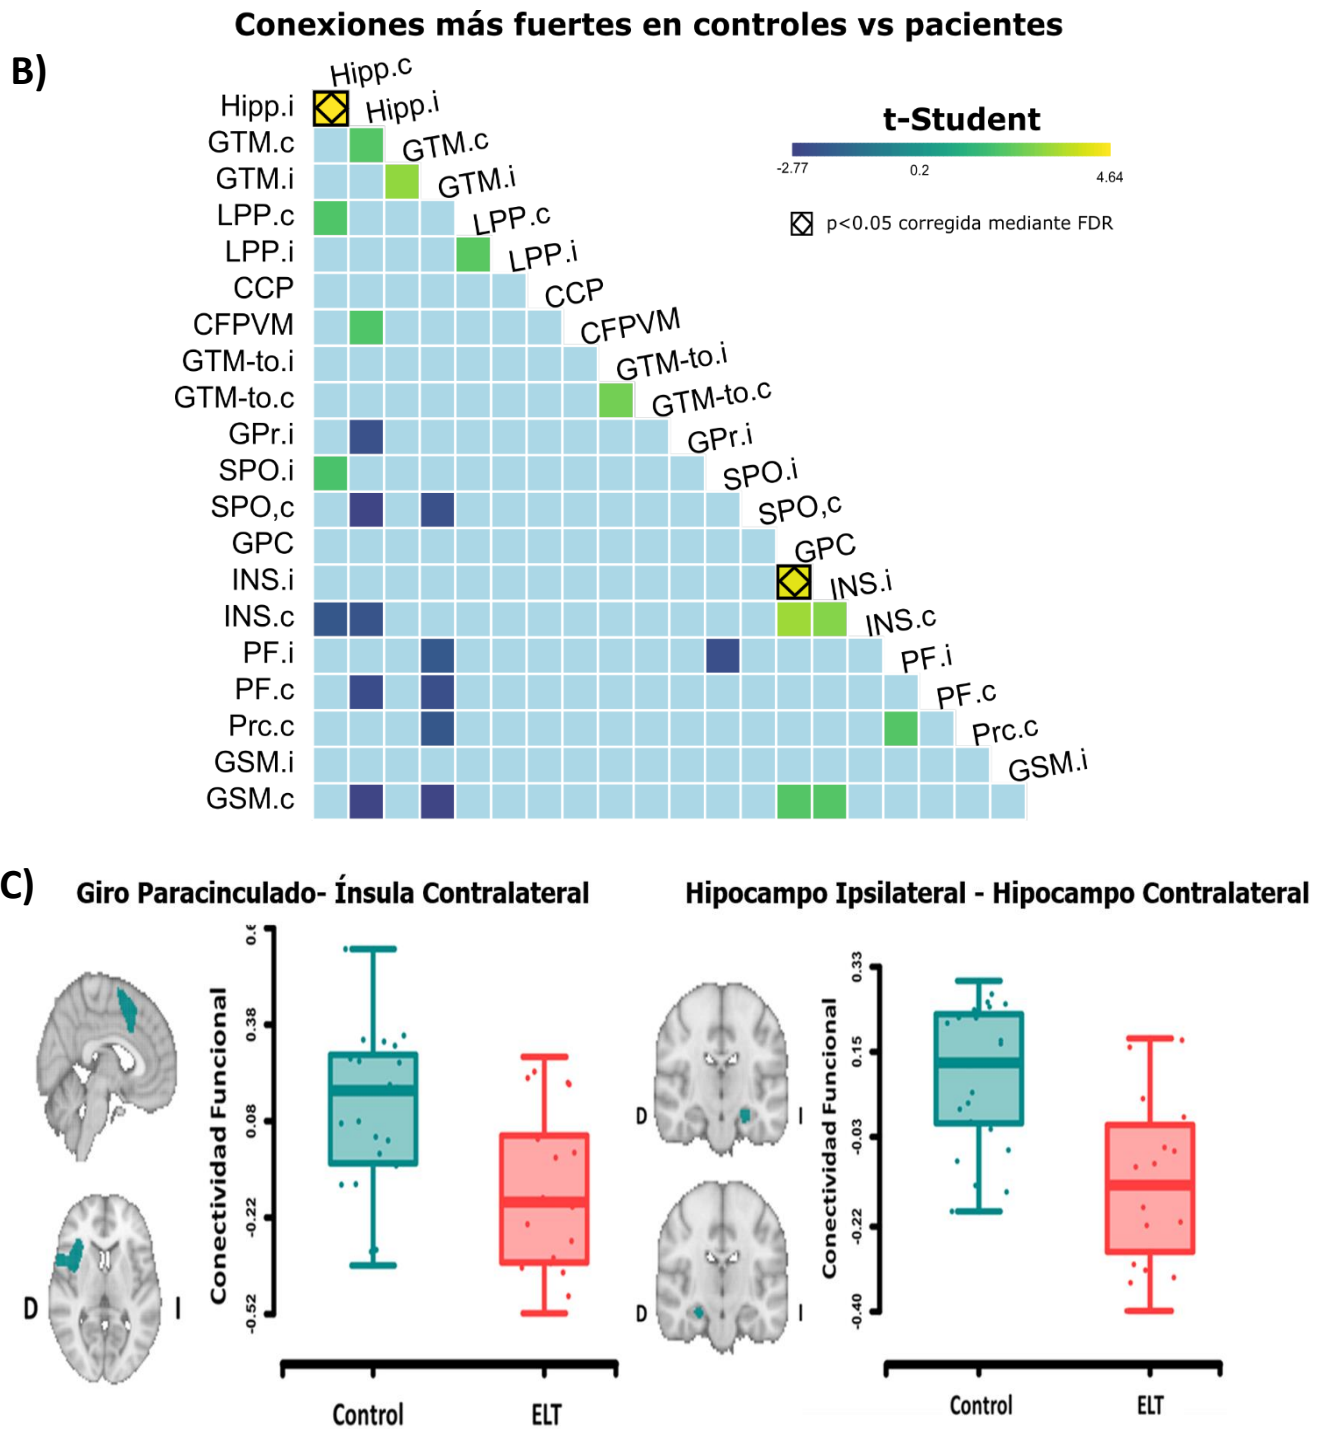 Conexiones más fuertes en controles vs pacientes
B)
Hipp.c
Hipp.i Hipp.i
GTM.c GTM.c
GTM.i GTM.i
LPP.c LPP.c
LPP.i LPP.i
CCP CCP
CFPVM CFPVM
GTM-to.i GTM-to.i
GTM-to.c GTM-to.c
GPr.i GPr.i
SPO.i SPO.i
SPO,c SPO,c
GPC GPC
INS.i INS.i
INS.c INS.c
PF.i PF.i
PF.c PF.c
Prc.c Prc.c
GSM.i GSM.i
GSM.c
t-Student
-2.77 0.2 4.64
p<0.05 corregida mediante FDR
C)
Giro Paracinculado- Ínsula Contralateral
Conectividad Funcional
0.38
0.08
-0.22
-0.52
D I
Control ELT
Hipocampo Ipsilateral - Hipocampo Contralateral
Conectividad Funcional
0.33
0.15
-0.03
-0.22
-0.40
D I
D I
Control ELT